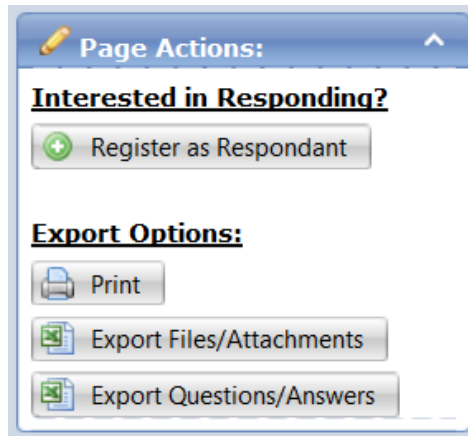 Page Actions:
Interested in Responding?
Register as Respondant
Export Options:
Print
Export Files/Attachments
Export Questions/Answers